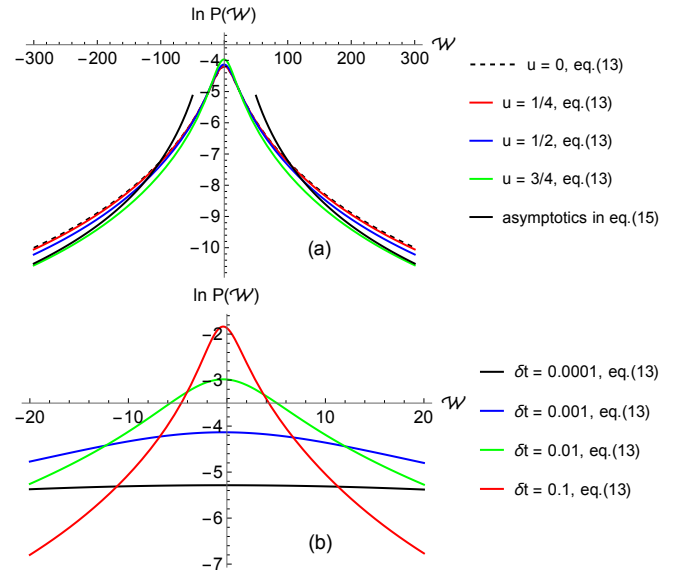 ln P(𝒲)
-300 -200 -100 100 200 300 𝒲
-4
-5
-6
-7
-8
-9
-10
(a)
u = 0, eq.(13)
u = 1/4, eq.(13)
u = 1/2, eq.(13)
u = 3/4, eq.(13)
asymptotics in eq.(15)
ln P(𝒲)
-2
-3
-20 -10 10 20 𝒲
-4
-5
-6
-7
(b)
δt = 0.0001, eq.(13)
δt = 0.001, eq.(13)
δt = 0.01, eq.(13)
δt = 0.1, eq.(13)